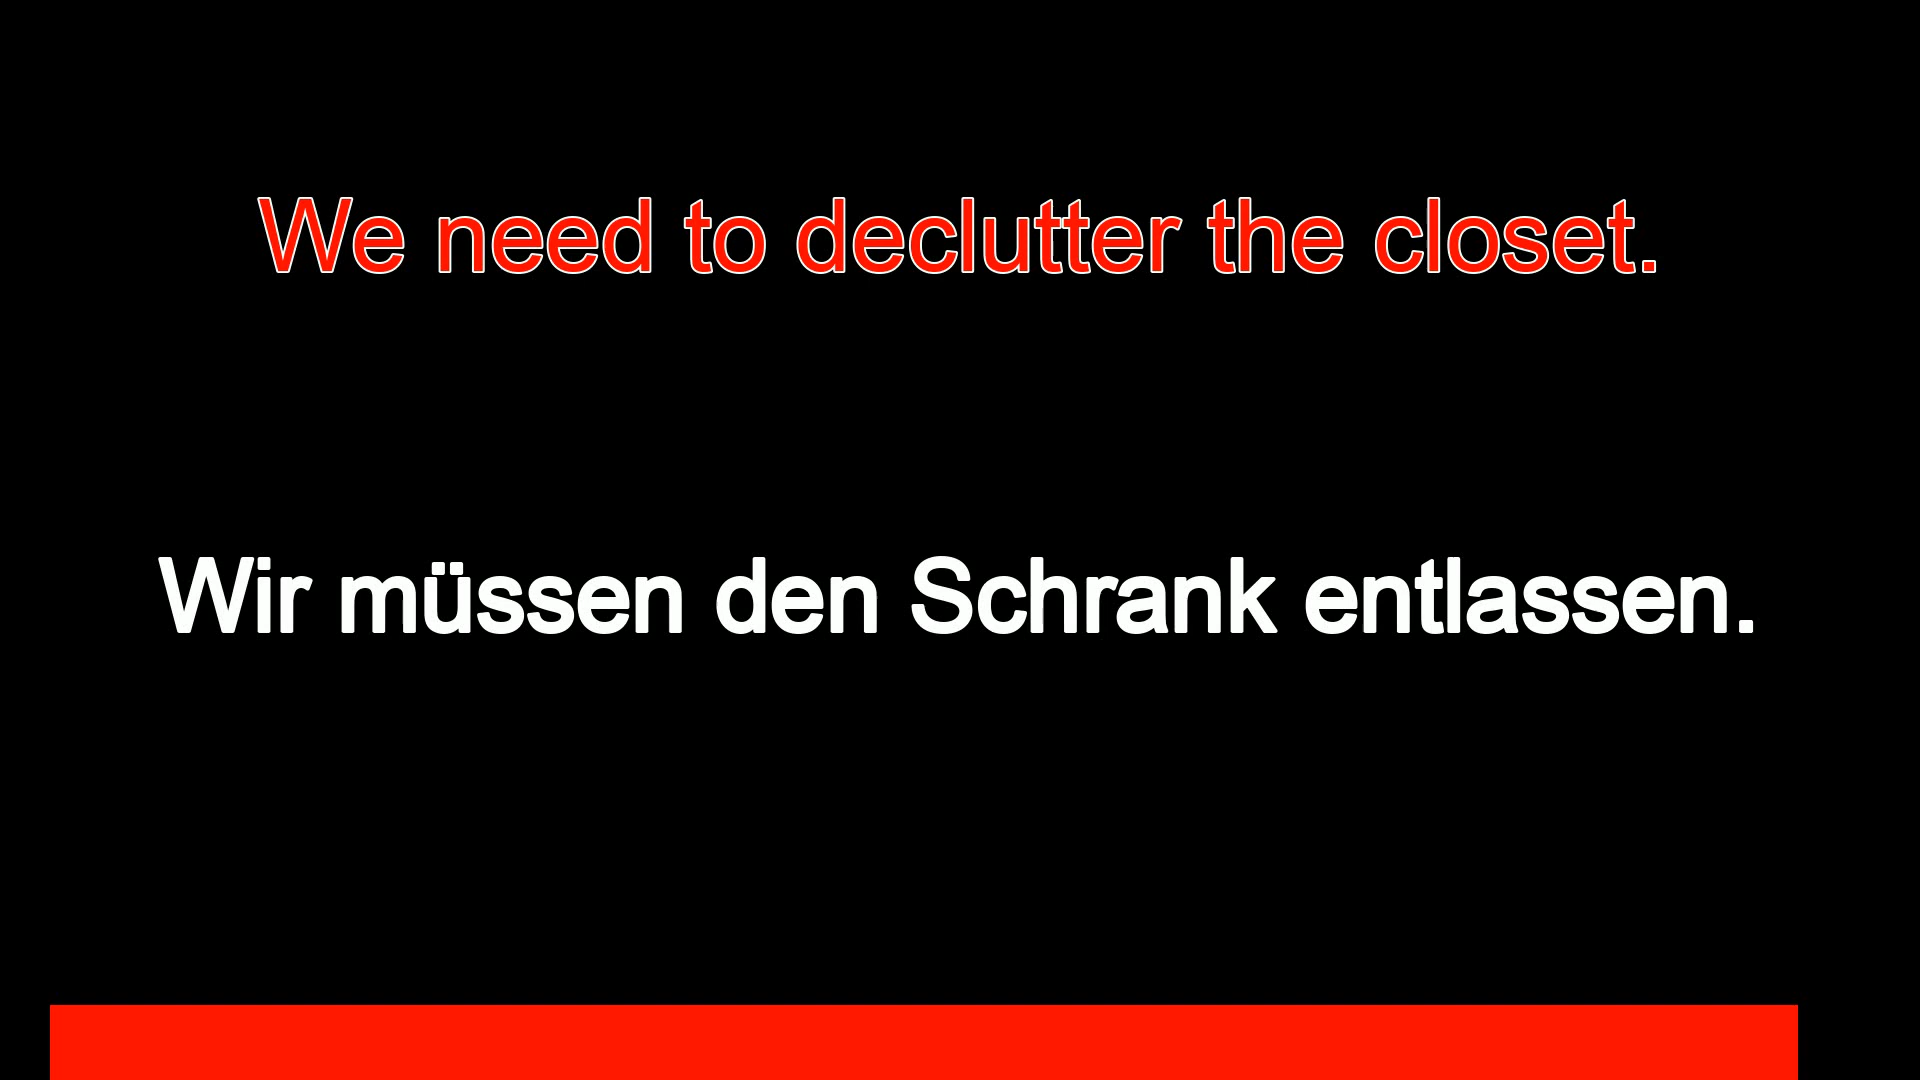 We need to declutter the closet.
Wir müssen den Schrank entlassen.